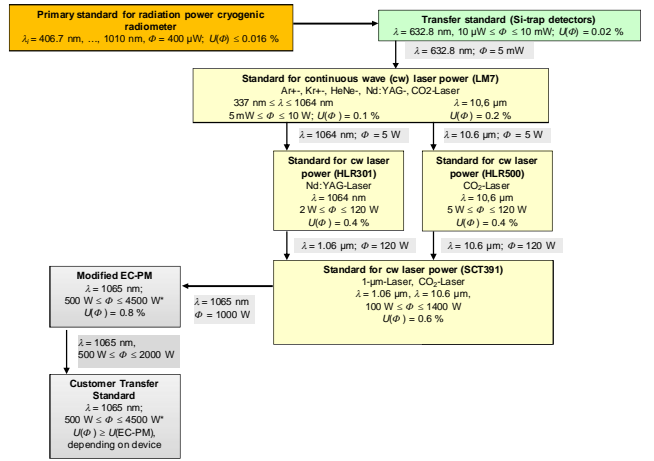 Primary standard for radiation power cryogenic
radiometer
λᵢ = 406.7 nm, ..., 1010 nm, Φ = 400 µW; U(Φ) ≤ 0.016 %
Transfer standard (Si-trap detectors)
λ = 632.8 nm, 10 µW ≤ Φ ≤ 10 mW; U(Φ) = 0.02 %
λ = 632.8 nm; Φ = 5 mW
Standard for continuous wave (cw) laser power (LM7)
Ar+-, Kr+-, HeNe-, Nd:YAG-, CO2-Laser
337 nm ≤ λ ≤ 1064 nm λ = 10,6 µm
5 mW ≤ Φ ≤ 10 W; U(Φ) = 0.1 % U(Φ) = 0.2 %
λ = 1064 nm; Φ = 5 W
λ = 10.6 µm; Φ = 5 W
Standard for cw laser
power (HLR301)
Nd:YAG-Laser
λ = 1064 nm
2 W ≤ Φ ≤ 120 W
U(Φ) = 0.4 %
Standard for cw laser
power (HLR500)
CO₂-Laser
λ = 10,6 µm
5 W ≤ Φ ≤ 120 W
U(Φ) = 0.4 %
λ = 1.06 µm; Φ = 120 W
λ = 10.6 µm; Φ = 120 W
Standard for cw laser power (SCT391)
1-µm-Laser, CO₂-Laser
λ = 1.06 µm, λ = 10.6 µm,
100 W ≤ Φ ≤ 1400 W
U(Φ) = 0.6 %
λ = 1065 nm
Φ = 1000 W
Modified EC-PM
λ = 1065 nm;
500 W ≤ Φ ≤ 4500 W*
U(Φ) = 0.8 %
λ = 1065 nm,
500 W ≤ Φ ≤ 2000 W
Customer Transfer
Standard
λ = 1065 nm;
500 W ≤ Φ ≤ 4500 W*
U(Φ) ≥ U(EC-PM),
depending on device